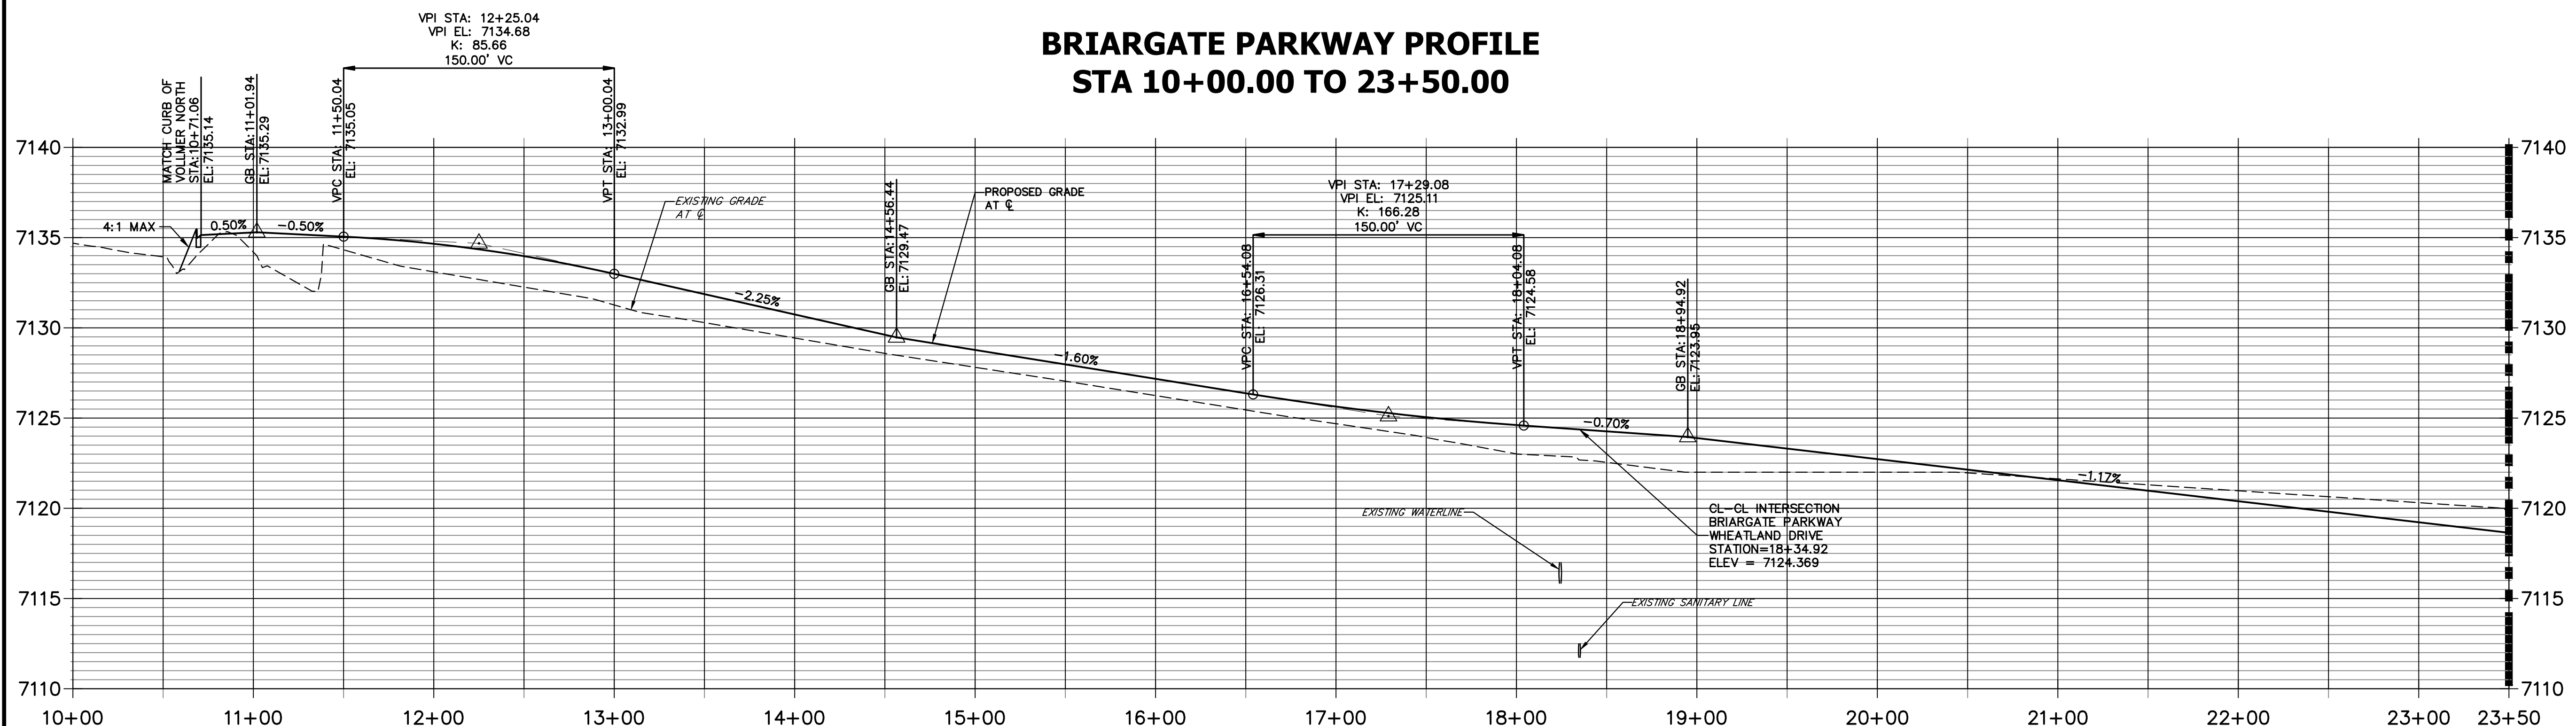 BRIARGATE PARKWAY PROFILE
STA 10+00.00 TO 23+50.00
VPI STA: 12+25.04
VPI EL: 7134.68
K: 85.66
150.00' VC
MATCH CURB OF
VOLLMER NORTH
STA:10+71.06
EL:7135.14
GB STA:11+01.94
EL:7135.29
VPC STA: 11+50.04
EL: 7135.05
VPT STA: 13+00.04
EL: 7132.99
4:1 MAX
0.50%
-0.50%
EXISTING GRADE
AT ℄
-2.25%
GB STA:14+56.44
EL:7129.47
PROPOSED GRADE
AT ℄
-1.60%
VPI STA: 17+29.08
VPI EL: 7125.11
K: 166.28
150.00' VC
VPC STA: 16+54.08
EL: 7126.31
VPT STA: 18+04.08
EL: 7124.58
-0.70%
GB STA:18+94.92
EL:7123.95
-1.17%
EXISTING WATERLINE
CL-CL INTERSECTION
BRIARGATE PARKWAY
WHEATLAND DRIVE
STATION=18+34.92
ELEV = 7124.369
EXISTING SANITARY LINE
7140
7135
7130
7125
7120
7115
7110
7140
7135
7130
7125
7120
7115
7110
10+00 11+00 12+00 13+00 14+00 15+00 16+00 17+00 18+00 19+00 20+00 21+00 22+00 23+00 23+50